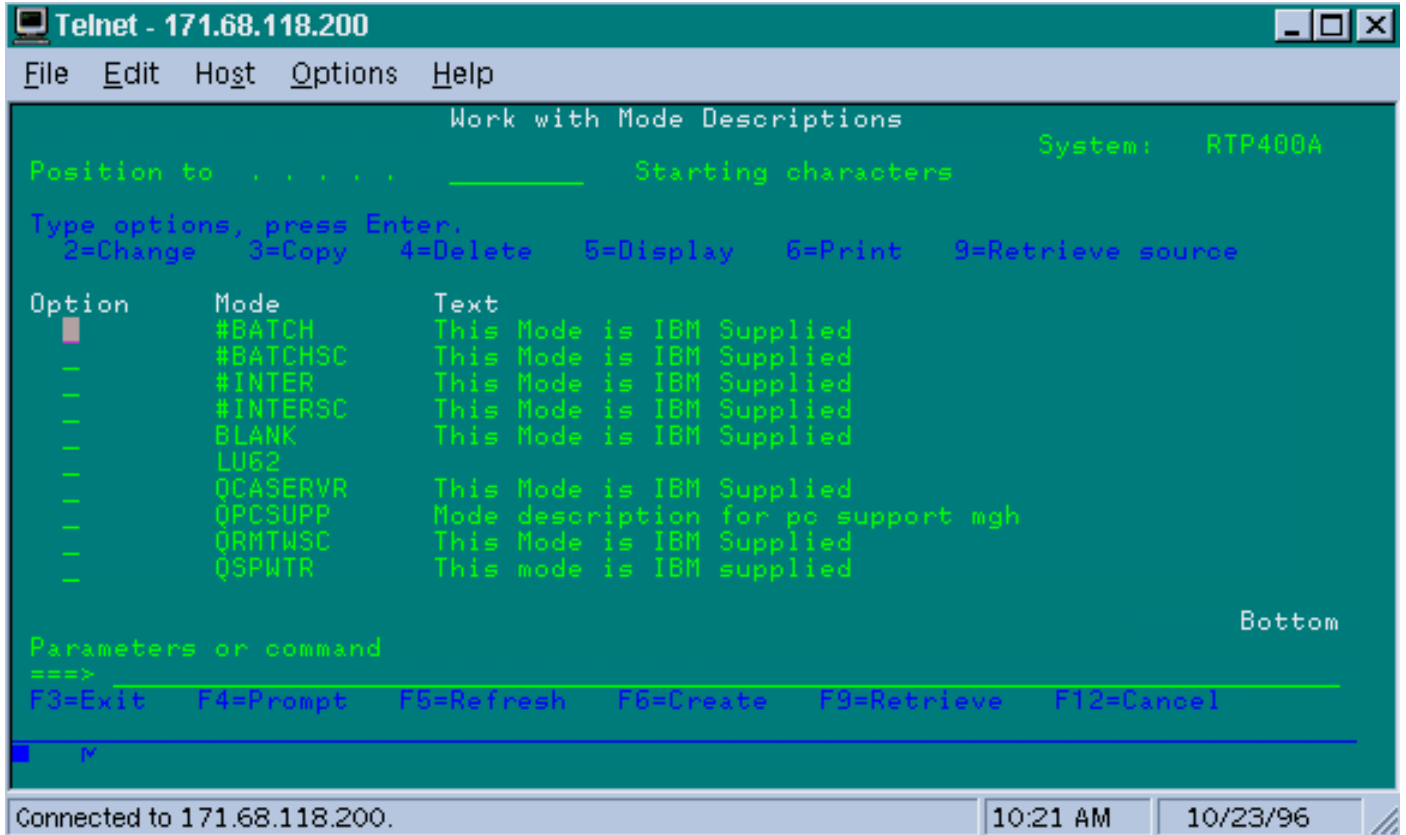 Telnet - 171.68.118.200
File Edit Host Options Help
Work with Mode Descriptions
System: RTP400A
Position to . . . . . ________ Starting characters
Type options, press Enter.
2=Change 3=Copy 4=Delete 5=Display 6=Print 9=Retrieve source
Option Mode Text
#BATCH This Mode is IBM Supplied
_ #BATCHSC This Mode is IBM Supplied
_ #INTER This Mode is IBM Supplied
_ #INTERSC This Mode is IBM Supplied
_ BLANK This Mode is IBM Supplied
_ LU62
_ QCASERVR This Mode is IBM Supplied
_ QPCSUPP Mode description for pc support mgh
_ QRMTWSC This Mode is IBM Supplied
_ QSPWTR This mode is IBM supplied
Bottom
Parameters or command
===>
F3=Exit F4=Prompt F5=Refresh F6=Create F9=Retrieve F12=Cancel
Connected to 171.68.118.200. 10:21 AM 10/23/96